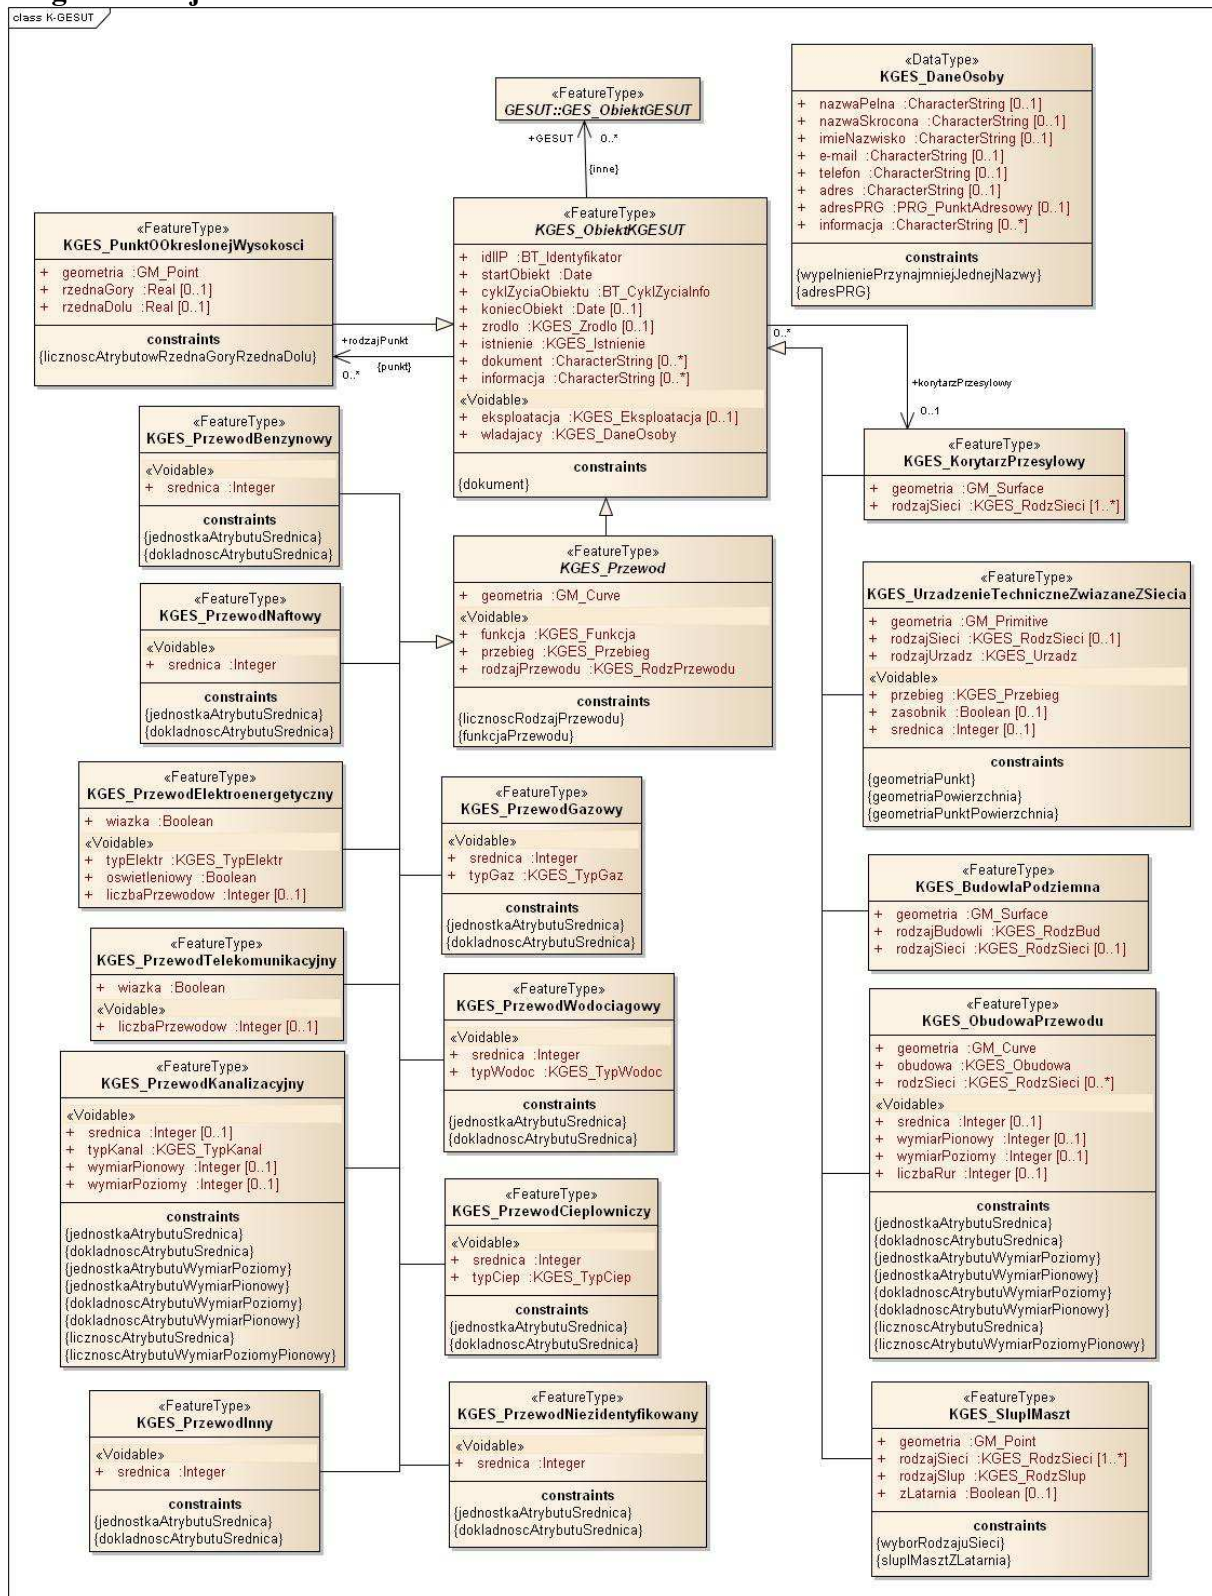 class K-GESUT
«FeatureType»
GESUT::GES_ObiektGESUT
+GESUT 0..*
{inne}
«DataType»
KGES_DaneOsoby
+ nazwaPelna :CharacterString [0..1]
+ nazwaSkrocona :CharacterString [0..1]
+ imieNazwisko :CharacterString [0..1]
+ e-mail :CharacterString [0..1]
+ telefon :CharacterString [0..1]
+ adres :CharacterString [0..1]
+ adresPRG :PRG_PunktAdresowy [0..1]
+ informacja :CharacterString [0..*]
constraints
{wypelnieniePrzynajmniejJednejNazwy}
{adresPRG}
«FeatureType»
KGES_PunktOOkreslonejWysokosci
+ geometria :GM_Point
+ rzednaGory :Real [0..1]
+ rzednaDolu :Real [0..1]
constraints
{licznoscAtrybutowRzednaGoryRzednaDolu}
+rodzajPunkt
0..* {punkt}
«FeatureType»
KGES_ObiektKGESUT
+ idIIP :BT_Identyfikator
+ startObiekt :Date
+ cyklZyciaObiektu :BT_CyklZyciaInfo
+ koniecObiekt :Date [0..1]
+ zrodlo :KGES_Zrodlo [0..1]
+ istnienie :KGES_Istnienie
+ dokument :CharacterString [0..*]
+ informacja :CharacterString [0..*]
«Voidable»
+ eksploatacja :KGES_Eksploatacja [0..1]
+ wladajacy :KGES_DaneOsoby
constraints
{dokument}
0..*
+korytarzPrzesylowy
0..1
«FeatureType»
KGES_KorytarzPrzesylowy
+ geometria :GM_Surface
+ rodzajSieci :KGES_RodzSieci [1..*]
«FeatureType»
KGES_PrzewodBenzynowy
«Voidable»
+ srednica :Integer
constraints
{jednostkaAtrybutuSrednica}
{dokladnoscAtrybutuSrednica}
«FeatureType»
KGES_Przewod
+ geometria :GM_Curve
«Voidable»
+ funkcja :KGES_Funkcja
+ przebieg :KGES_Przebieg
+ rodzajPrzewodu :KGES_RodzPrzewodu
constraints
{licznoscRodzajPrzewodu}
{funkcjaPrzewodu}
«FeatureType»
KGES_UrzadzenieTechniczneZwiazaneZSiecia
+ geometria :GM_Primitive
+ rodzajSieci :KGES_RodzSieci [0..1]
+ rodzajUrzadz :KGES_Urzadz
«Voidable»
+ przebieg :KGES_Przebieg
+ zasobnik :Boolean [0..1]
+ srednica :Integer [0..1]
constraints
{geometriaPunkt}
{geometriaPowierzchnia}
{geometriaPunktPowierzchnia}
«FeatureType»
KGES_PrzewodNaftowy
«Voidable»
+ srednica :Integer
constraints
{jednostkaAtrybutuSrednica}
{dokladnoscAtrybutuSrednica}
«FeatureType»
KGES_PrzewodElektroenergetyczny
+ wiazka :Boolean
«Voidable»
+ typElektr :KGES_TypElektr
+ oswietleniowy :Boolean
+ liczbaPrzewodow :Integer [0..1]
«FeatureType»
KGES_PrzewodGazowy
«Voidable»
+ srednica :Integer
+ typGaz :KGES_TypGaz
constraints
{jednostkaAtrybutuSrednica}
{dokladnoscAtrybutuSrednica}
«FeatureType»
KGES_BudowlaPodziemna
+ geometria :GM_Surface
+ rodzajBudowli :KGES_RodzBud
+ rodzajSieci :KGES_RodzSieci [0..1]
«FeatureType»
KGES_PrzewodTelekomunikacyjny
+ wiazka :Boolean
«Voidable»
+ liczbaPrzewodow :Integer [0..1]
«FeatureType»
KGES_PrzewodWodociagowy
«Voidable»
+ srednica :Integer
+ typWodoc :KGES_TypWodoc
constraints
{jednostkaAtrybutuSrednica}
{dokladnoscAtrybutuSrednica}
«FeatureType»
KGES_ObudowaPrzewodu
+ geometria :GM_Curve
+ obudowa :KGES_Obudowa
+ rodzSieci :KGES_RodzSieci [0..*]
«Voidable»
+ srednica :Integer [0..1]
+ wymiarPionowy :Integer [0..1]
+ wymiarPoziomy :Integer [0..1]
+ liczbaRur :Integer [0..1]
constraints
{jednostkaAtrybutuSrednica}
{dokladnoscAtrybutuSrednica}
{jednostkaAtrybutuWymiarPoziomy}
{jednostkaAtrybutuWymiarPionowy}
{dokladnoscAtrybutuWymiarPoziomy}
{dokladnoscAtrybutuWymiarPionowy}
{licznoscAtrybutuSrednica}
{licznoscAtrybutuWymiarPoziomyPionowy}
«FeatureType»
KGES_PrzewodKanalizacyjny
«Voidable»
+ srednica :Integer [0..1]
+ typKanal :KGES_TypKanal
+ wymiarPionowy :Integer [0..1]
+ wymiarPoziomy :Integer [0..1]
constraints
{jednostkaAtrybutuSrednica}
{dokladnoscAtrybutuSrednica}
{jednostkaAtrybutuWymiarPoziomy}
{jednostkaAtrybutuWymiarPionowy}
{dokladnoscAtrybutuWymiarPoziomy}
{dokladnoscAtrybutuWymiarPionowy}
{licznoscAtrybutuSrednica}
{licznoscAtrybutuWymiarPoziomyPionowy}
«FeatureType»
KGES_PrzewodCieplowniczy
«Voidable»
+ srednica :Integer
+ typCiep :KGES_TypCiep
constraints
{jednostkaAtrybutuSrednica}
{dokladnoscAtrybutuSrednica}
«FeatureType»
KGES_PrzewodInny
«Voidable»
+ srednica :Integer
constraints
{jednostkaAtrybutuSrednica}
{dokladnoscAtrybutuSrednica}
«FeatureType»
KGES_PrzewodNiezidentyfikowany
«Voidable»
+ srednica :Integer
constraints
{jednostkaAtrybutuSrednica}
{dokladnoscAtrybutuSrednica}
«FeatureType»
KGES_SlupIMaszt
+ geometria :GM_Point
+ rodzajSieci :KGES_RodzSieci [1..*]
+ rodzajSlup :KGES_RodzSlup
+ zLatarnia :Boolean [0..1]
constraints
{wyborRodzajuSieci}
{slupIMasztZLatarnia}